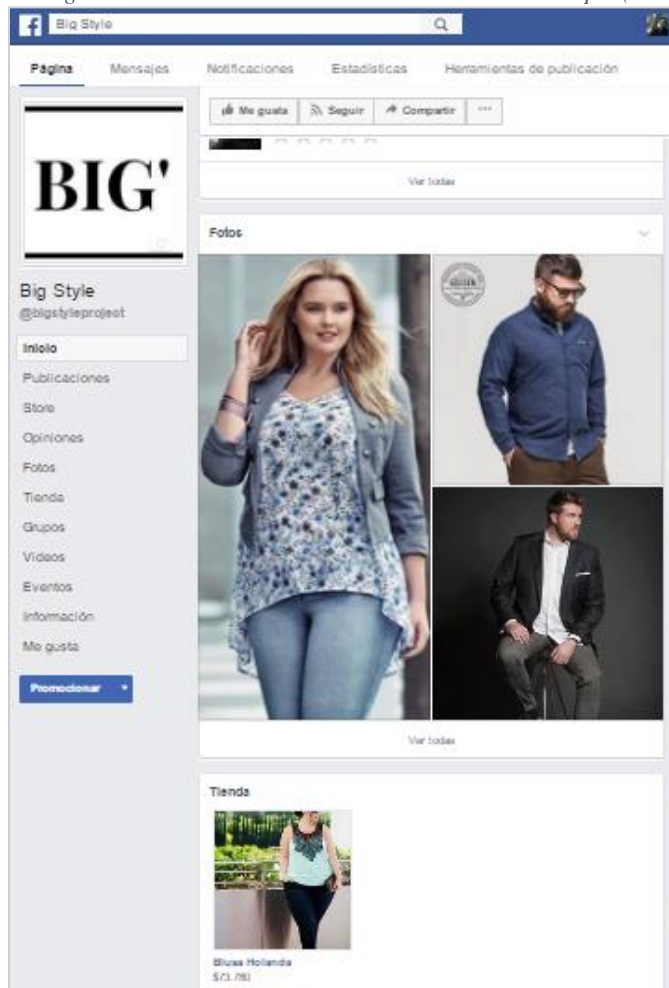 Big Style
Página Mensajes Notificaciones Estadísticas Herramientas de publicación
Me gusta Seguir Compartir ...
BIG'
Ver todas
Fotos
Big Style
@bigstyleproject
Inicio
Publicaciones
Store
Opiniones
Fotos
Tienda
Grupos
Videos
Eventos
Información
Me gusta
Promocionar
Ver todas
Tienda
Blusa Holanda
$73.780